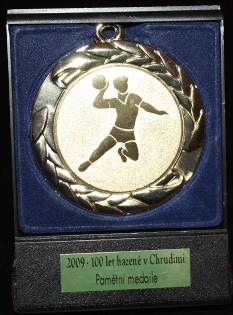 2009 - 100 let házené v Chrudimi
Pamětní medaile